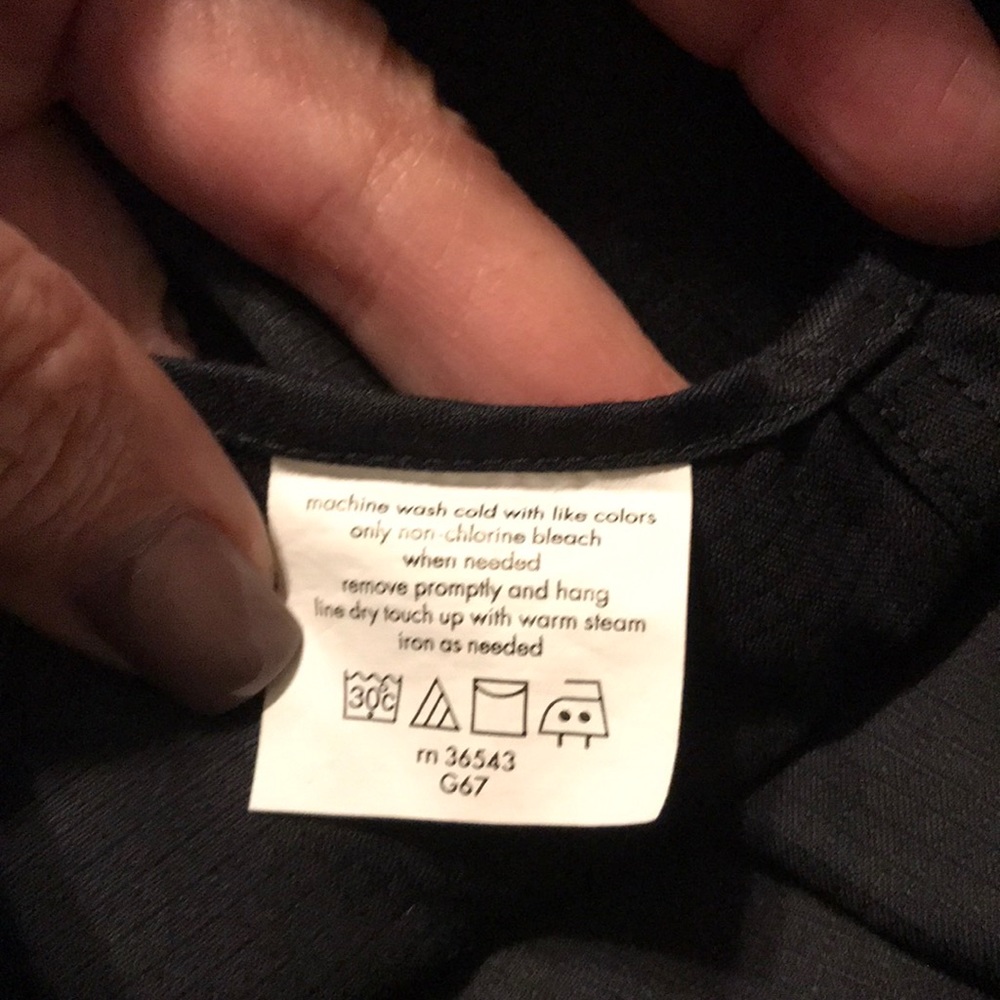 machine wash cold with like colors
only non-chlorine bleach
when needed
remove promptly and hang
line dry touch up with warm steam
iron as needed
30c
rn 36543
G67